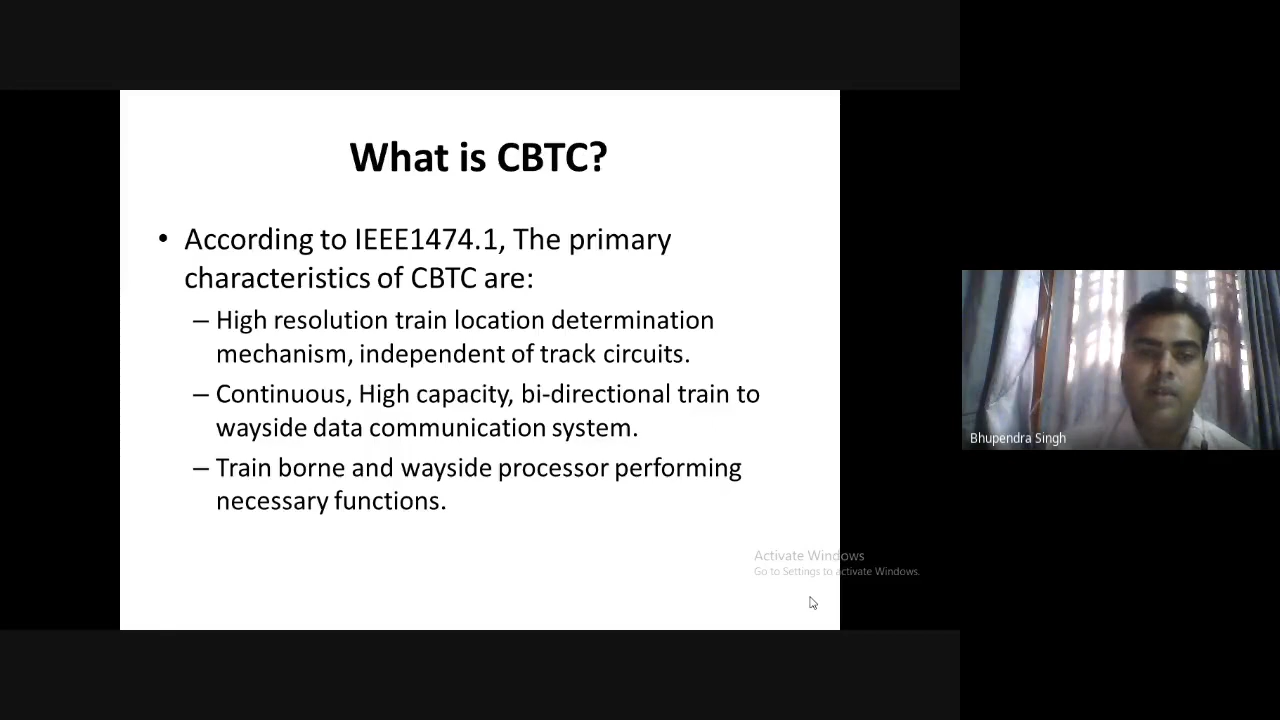 What is CBTC?
• According to IEEE1474.1, The primary
characteristics of CBTC are:
– High resolution train location determination
mechanism, independent of track circuits.
– Continuous, High capacity, bi-directional train to
wayside data communication system.
– Train borne and wayside processor performing
necessary functions.
Activate Windows
Go to Settings to activate Windows.
Bhupendra Singh